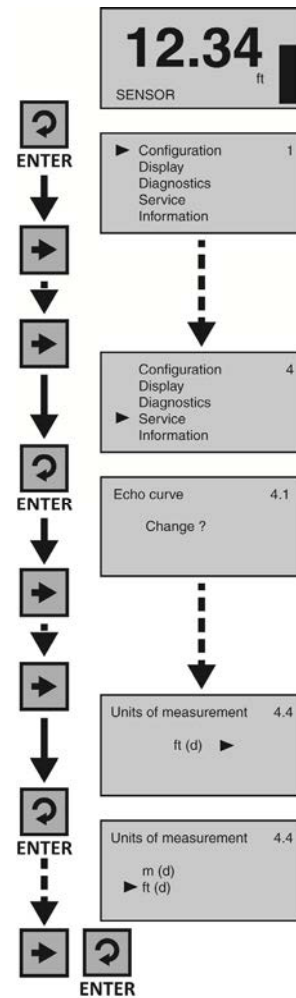 12.34
ft
SENSOR
ENTER
Configuration 1
Display
Diagnostics
Service
Information
Configuration 4
Display
Diagnostics
Service
Information
ENTER
Echo curve 4.1
Change ?
Units of measurement 4.4
ft (d)
ENTER
Units of measurement 4.4
m (d)
ft (d)
ENTER